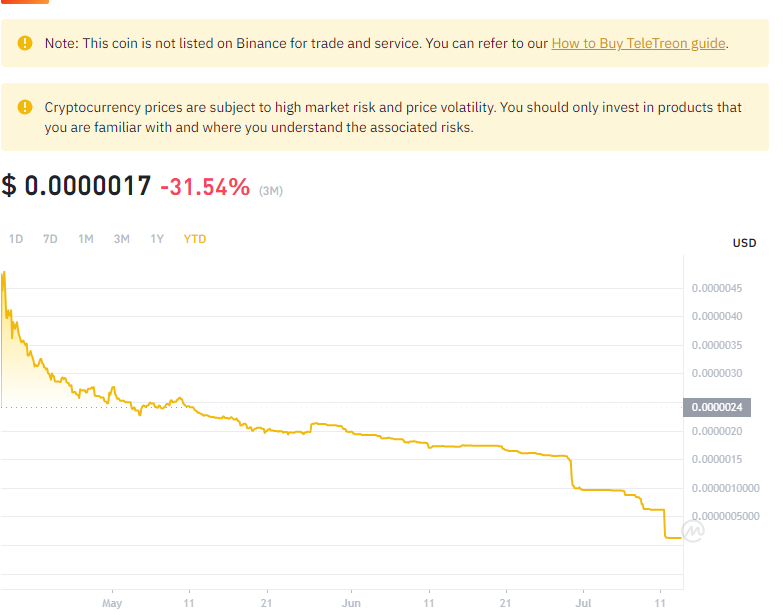 Note: This coin is not listed on Binance for trade and service. You can refer to our How to Buy TeleTreon guide.
Cryptocurrency prices are subject to high market risk and price volatility. You should only invest in products that
you are familiar with and where you understand the associated risks.
$ 0.0000017 -31.54% (3M)
1D 7D 1M 3M 1Y YTD
USD
0.0000045
0.0000040
0.0000035
0.0000030
0.0000024
0.0000020
0.0000015
0.0000010000
0.0000005000
May 11 21 Jun 11 21 Jul 11